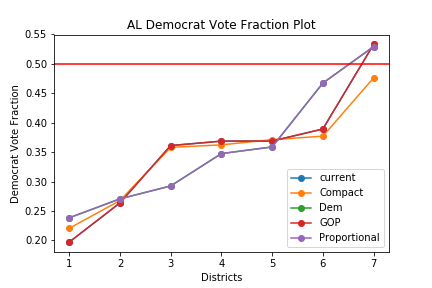 AL Democrat Vote Fraction Plot
0.55
0.50
0.45
0.40
0.35
0.30
0.25
0.20
Democrat Vote Fraction
current
Compact
Dem
GOP
Proportional
1 2 3 4 5 6 7
Districts